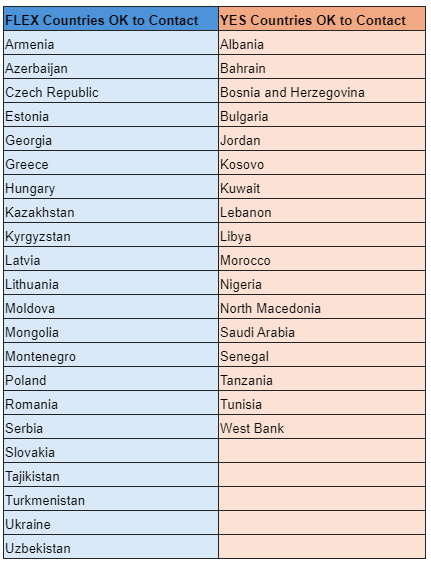 FLEX Countries OK to Contact YES Countries OK to Contact
Armenia Albania
Azerbaijan Bahrain
Czech Republic Bosnia and Herzegovina
Estonia Bulgaria
Georgia Jordan
Greece Kosovo
Hungary Kuwait
Kazakhstan Lebanon
Kyrgyzstan Libya
Latvia Morocco
Lithuania Nigeria
Moldova North Macedonia
Mongolia Saudi Arabia
Montenegro Senegal
Poland Tanzania
Romania Tunisia
Serbia West Bank
Slovakia
Tajikistan
Turkmenistan
Ukraine
Uzbekistan